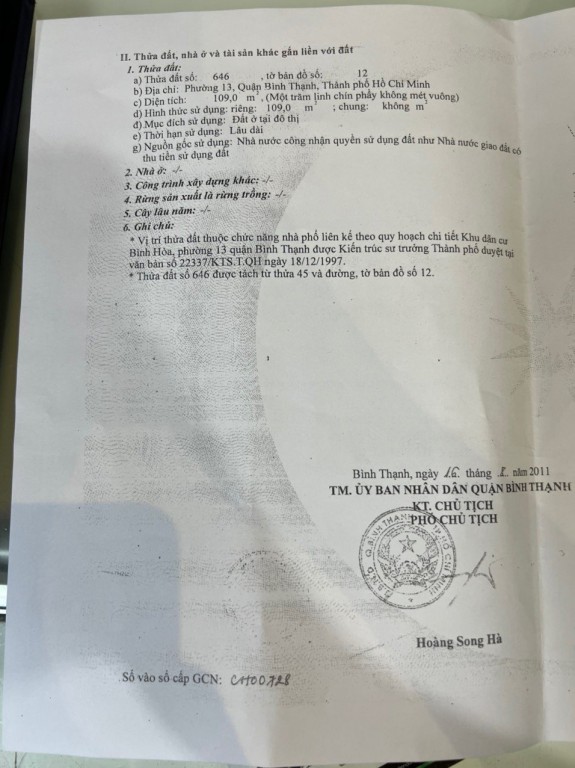 II. Thửa đất, nhà ở và tài sản khác gắn liền với đất
1. Thửa đất:
a) Thửa đất số: 646 , tờ bản đồ số: 12
b) Địa chỉ: Phường 13, Quận Bình Thạnh, Thành phố Hồ Chí Minh
c) Diện tích: 109,0 m², (Một trăm linh chín phẩy không mét vuông)
d) Hình thức sử dụng: riêng: 109,0 m² ; chung: không m²
đ) Mục đích sử dụng: Đất ở tại đô thị
e) Thời hạn sử dụng: Lâu dài
g) Nguồn gốc sử dụng: Nhà nước công nhận quyền sử dụng đất như Nhà nước giao đất có
thu tiền sử dụng đất
2. Nhà ở: -/-
3. Công trình xây dựng khác: -/-
4. Rừng sản xuất là rừng trồng: -/-
5. Cây lâu năm: -/-
6. Ghi chú:
* Vị trí thửa đất thuộc chức năng nhà phố liên kế theo quy hoạch chi tiết Khu dân cư
Bình Hòa, phường 13 quận Bình Thạnh được Kiến trúc sư trưởng Thành phố duyệt tại
văn bản số 22337/KTS.T.QH ngày 18/12/1997.
* Thửa đất số 646 được tách từ thửa 45 và đường, tờ bản đồ số 12.
Bình Thạnh, ngày 16 tháng năm 2011
TM. ỦY BAN NHÂN DÂN QUẬN BÌNH THẠNH
KT. CHỦ TỊCH
PHÓ CHỦ TỊCH
U.B.N.D Q.BÌNH THẠNH TP HỒ CHÍ MINH
Hoàng Song Hà
Số vào sổ cấp GCN: CH00728